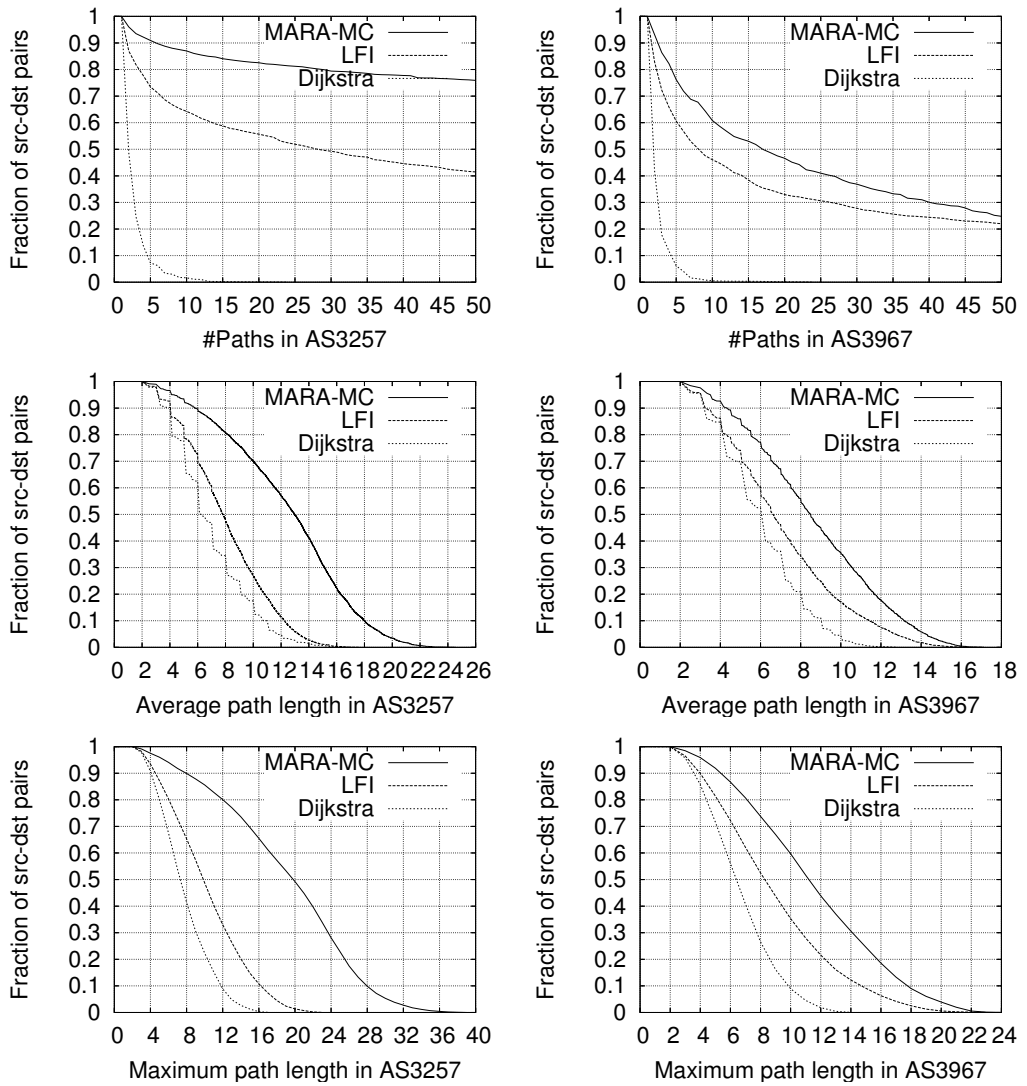 Fraction of src-dst pairs
1
0.9
0.8
0.7
0.6
0.5
0.4
0.3
0.2
0.1
0
MARA-MC
LFI
Dijkstra
0 5 10 15 20 25 30 35 40 45 50
#Paths in AS3257
Fraction of src-dst pairs
1
0.9
0.8
0.7
0.6
0.5
0.4
0.3
0.2
0.1
0
MARA-MC
LFI
Dijkstra
0 5 10 15 20 25 30 35 40 45 50
#Paths in AS3967
Fraction of src-dst pairs
1
0.9
0.8
0.7
0.6
0.5
0.4
0.3
0.2
0.1
0
MARA-MC
LFI
Dijkstra
0 2 4 6 8 10 12 14 16 18 20 22 24 26
Average path length in AS3257
Fraction of src-dst pairs
1
0.9
0.8
0.7
0.6
0.5
0.4
0.3
0.2
0.1
0
MARA-MC
LFI
Dijkstra
0 2 4 6 8 10 12 14 16 18
Average path length in AS3967
Fraction of src-dst pairs
1
0.9
0.8
0.7
0.6
0.5
0.4
0.3
0.2
0.1
0
MARA-MC
LFI
Dijkstra
0 4 8 12 16 20 24 28 32 36 40
Maximum path length in AS3257
Fraction of src-dst pairs
1
0.9
0.8
0.7
0.6
0.5
0.4
0.3
0.2
0.1
0
MARA-MC
LFI
Dijkstra
0 2 4 6 8 10 12 14 16 18 20 22 24
Maximum path length in AS3967